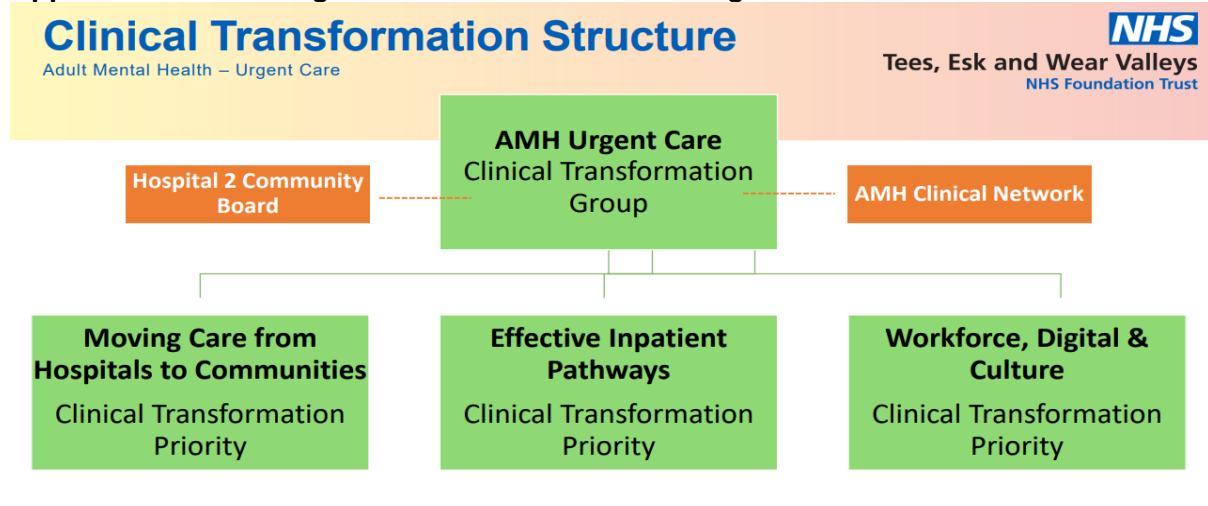 Clinical Transformation Structure
Adult Mental Health – Urgent Care
NHS
Tees, Esk and Wear Valleys
NHS Foundation Trust
AMH Urgent Care
Clinical Transformation
Group
Hospital 2 Community
Board
AMH Clinical Network
Moving Care from
Hospitals to Communities
Clinical Transformation
Priority
Effective Inpatient
Pathways
Clinical Transformation
Priority
Workforce, Digital &
Culture
Clinical Transformation
Priority